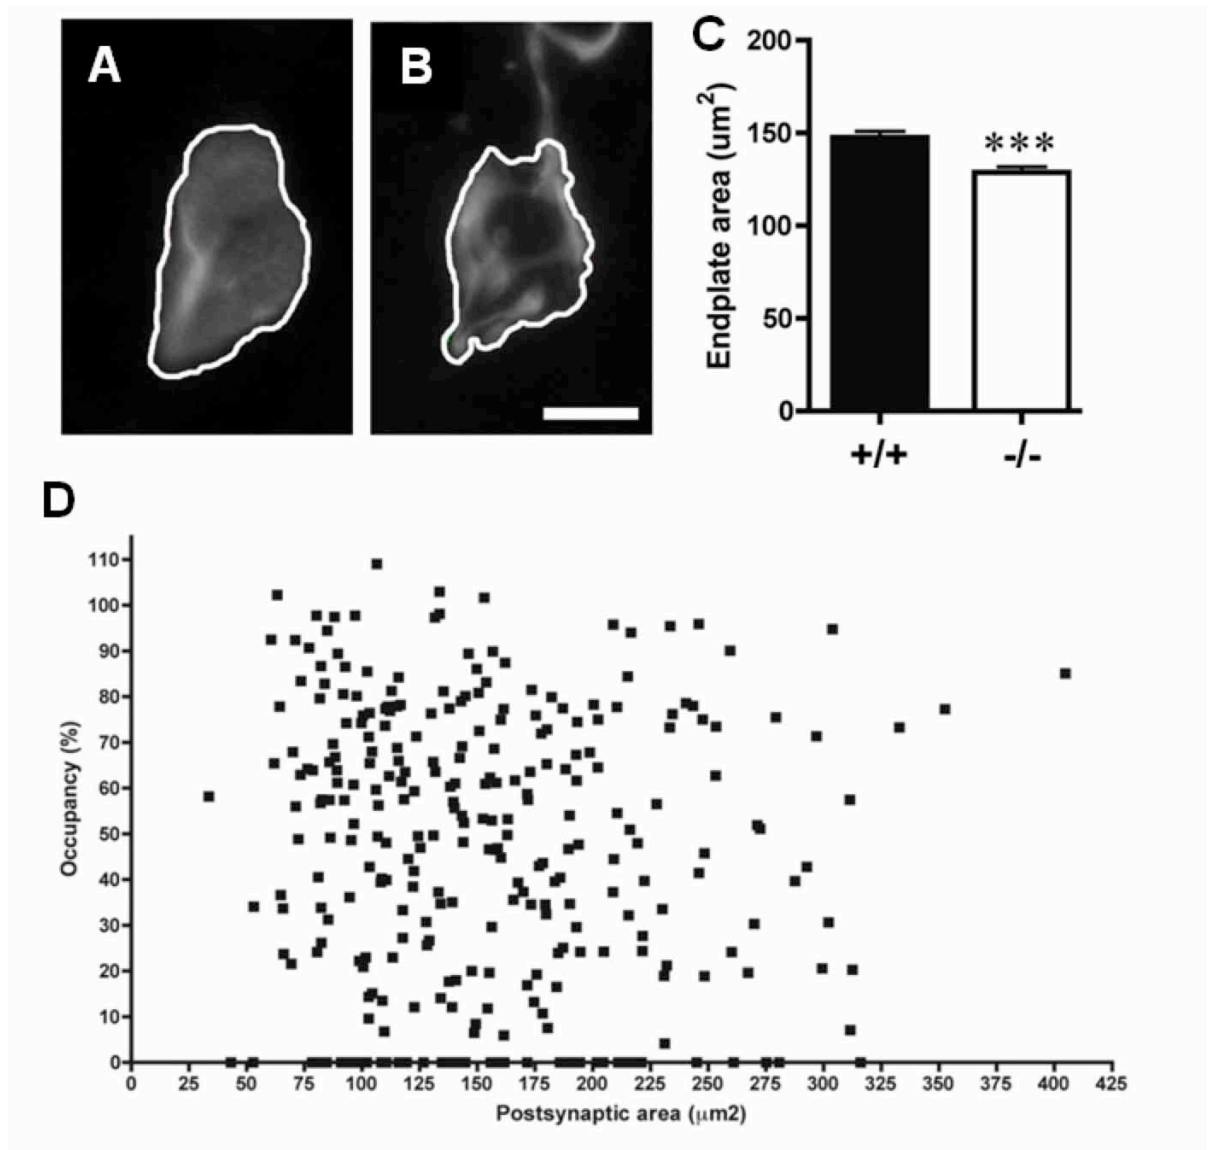 A
B
C
200
150
100
50
0
Endplate area (um²)
***
+/+
-/-
D
110
100
90
80
70
60
50
40
30
20
10
0
Occupancy (%)
0 25 50 75 100 125 150 175 200 225 250 275 300 325 350 375 400 425
Postsynaptic area (μm2)